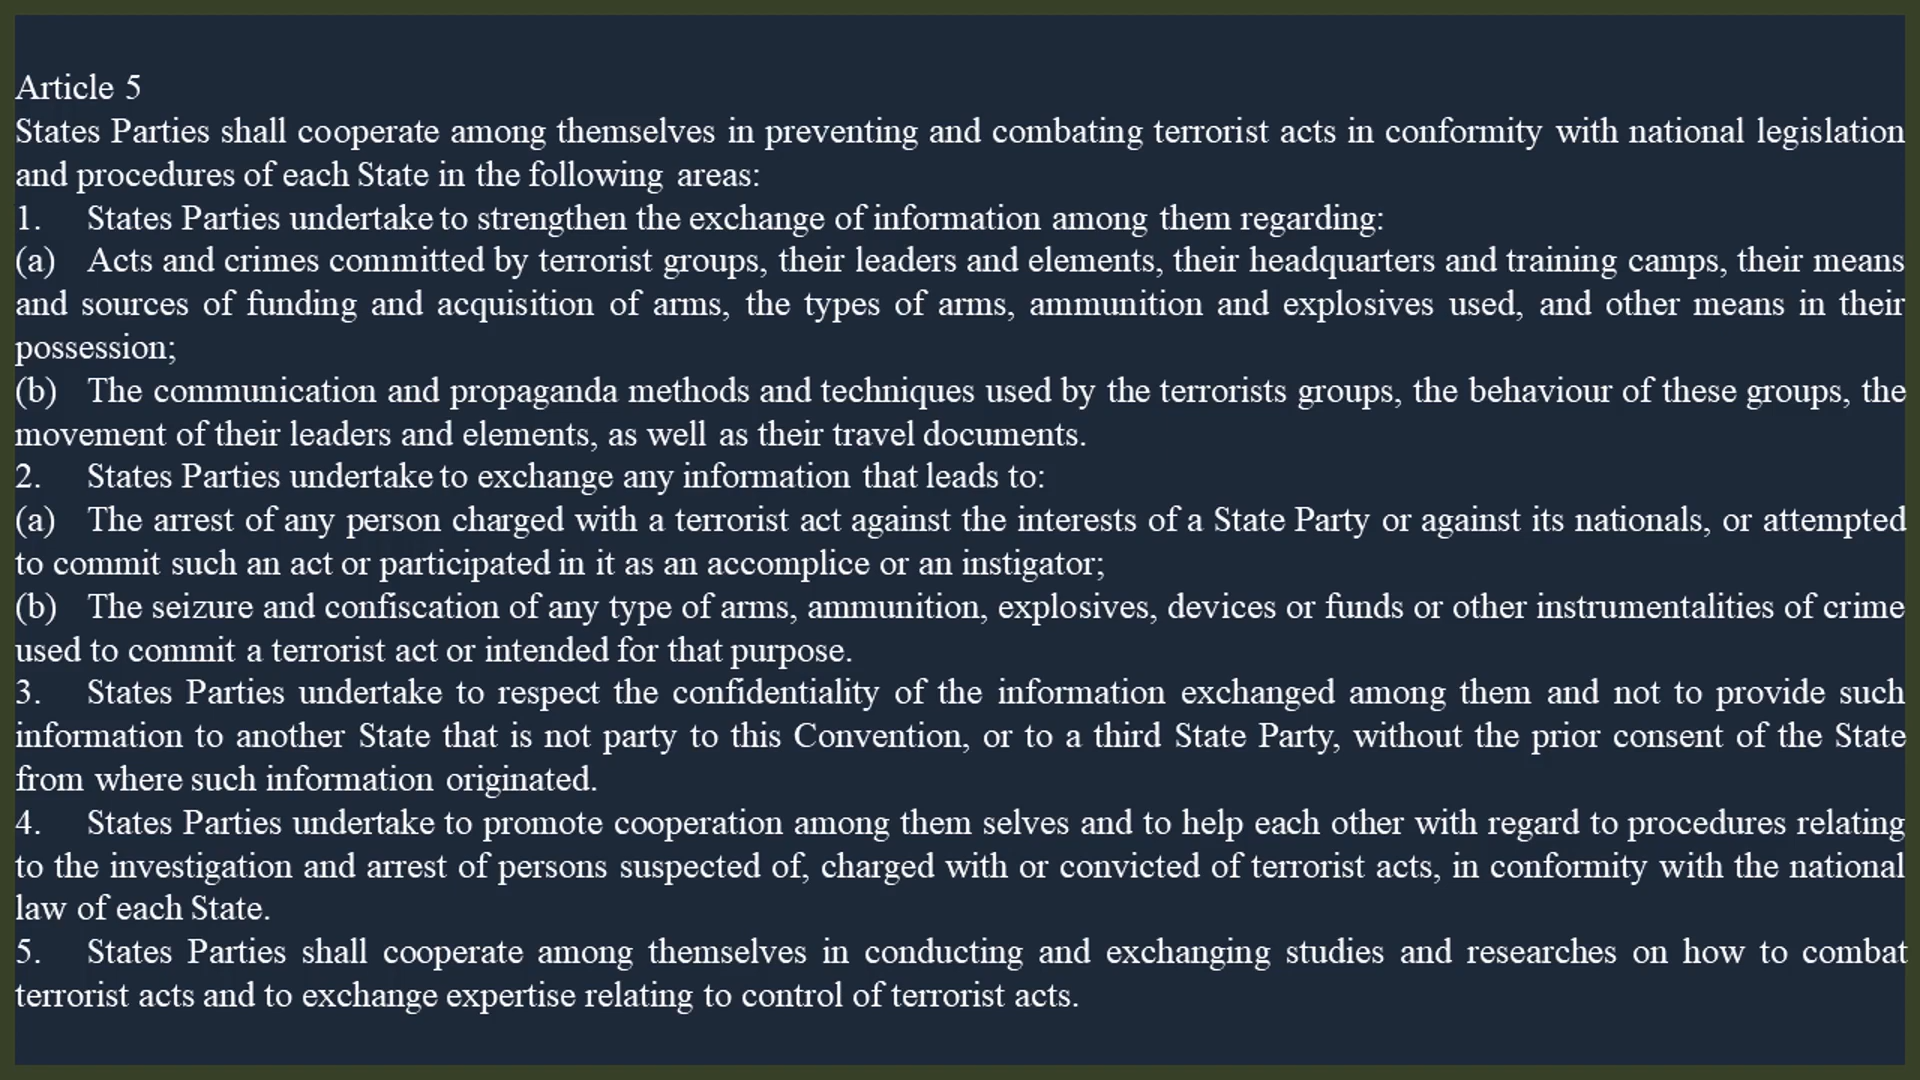 Article 5
States Parties shall cooperate among themselves in preventing and combating terrorist acts in conformity with national legislation
and procedures of each State in the following areas:
1. States Parties undertake to strengthen the exchange of information among them regarding:
(a) Acts and crimes committed by terrorist groups, their leaders and elements, their headquarters and training camps, their means
and sources of funding and acquisition of arms, the types of arms, ammunition and explosives used, and other means in their
possession;
(b) The communication and propaganda methods and techniques used by the terrorists groups, the behaviour of these groups, the
movement of their leaders and elements, as well as their travel documents.
2. States Parties undertake to exchange any information that leads to:
(a) The arrest of any person charged with a terrorist act against the interests of a State Party or against its nationals, or attempted
to commit such an act or participated in it as an accomplice or an instigator;
(b) The seizure and confiscation of any type of arms, ammunition, explosives, devices or funds or other instrumentalities of crime
used to commit a terrorist act or intended for that purpose.
3. States Parties undertake to respect the confidentiality of the information exchanged among them and not to provide such
information to another State that is not party to this Convention, or to a third State Party, without the prior consent of the State
from where such information originated.
4. States Parties undertake to promote cooperation among them selves and to help each other with regard to procedures relating
to the investigation and arrest of persons suspected of, charged with or convicted of terrorist acts, in conformity with the national
law of each State.
5. States Parties shall cooperate among themselves in conducting and exchanging studies and researches on how to combat
terrorist acts and to exchange expertise relating to control of terrorist acts.